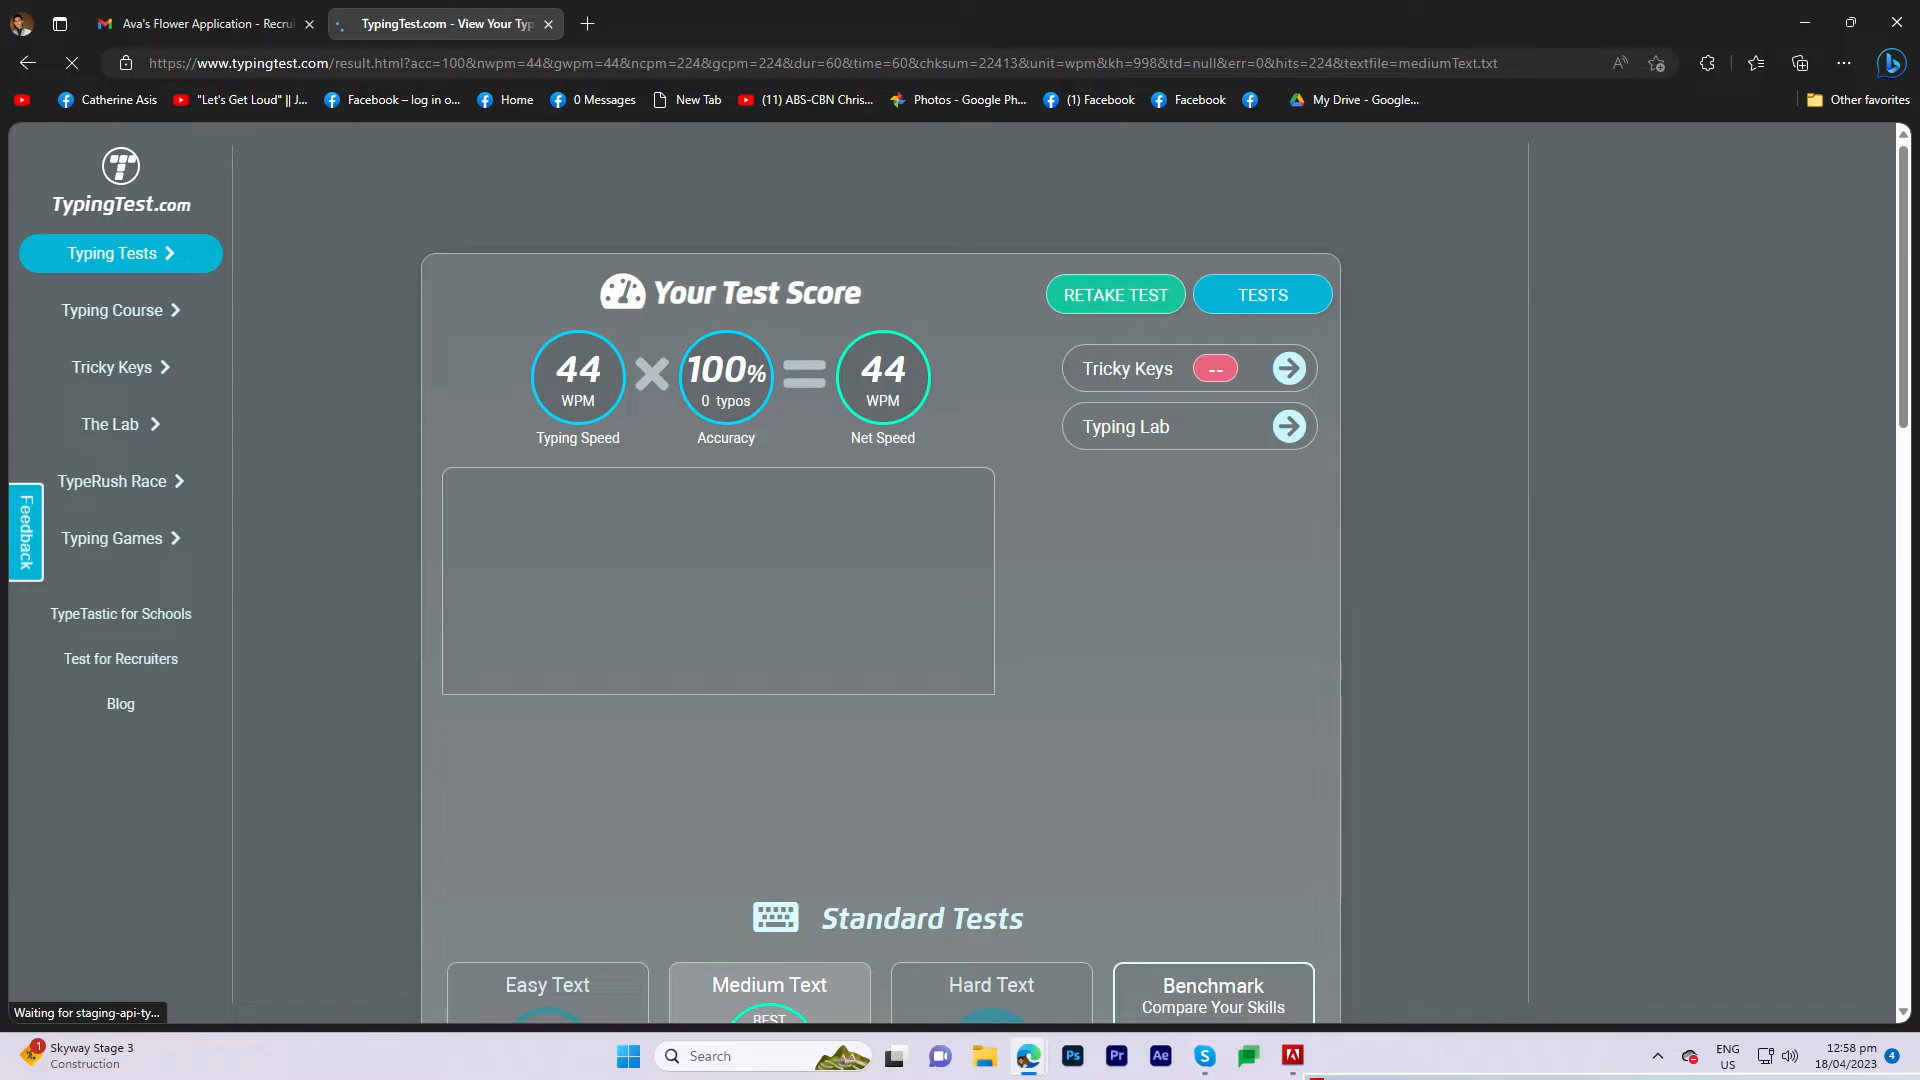 Ava's Flower Application - Recru
TypingTest.com - View Your Typ
https://www.typingtest.com/result.html?acc=100&nwpm=44&gwpm=44&ncpm=224&gcpm=224&dur=60&time=60&chksum=22413&unit=wpm&kh=998&td=null&err=0&hits=224&textfile=mediumText.txt
Catherine Asis
"Let's Get Loud" || J...
Facebook – log in o...
Home
0 Messages
New Tab
(11) ABS-CBN Chris...
Photos - Google Ph...
(1) Facebook
Facebook
My Drive - Google...
Other favorites
TypingTest.com
Typing Tests
Typing Course
Tricky Keys
The Lab
TypeRush Race
Typing Games
Feedback
TypeTastic for Schools
Test for Recruiters
Blog
Your Test Score
RETAKE TEST
TESTS
44
WPM
Typing Speed
100%
0 typos
Accuracy
44
WPM
Net Speed
Tricky Keys --
Typing Lab
Standard Tests
Easy Text
Medium Text
BEST
Hard Text
Benchmark
Compare Your Skills
Waiting for staging-api-ty...
1
Skyway Stage 3
Construction
Search
Ps
Pr
Ae
S
ENG
US
12:58 pm
18/04/2023
4